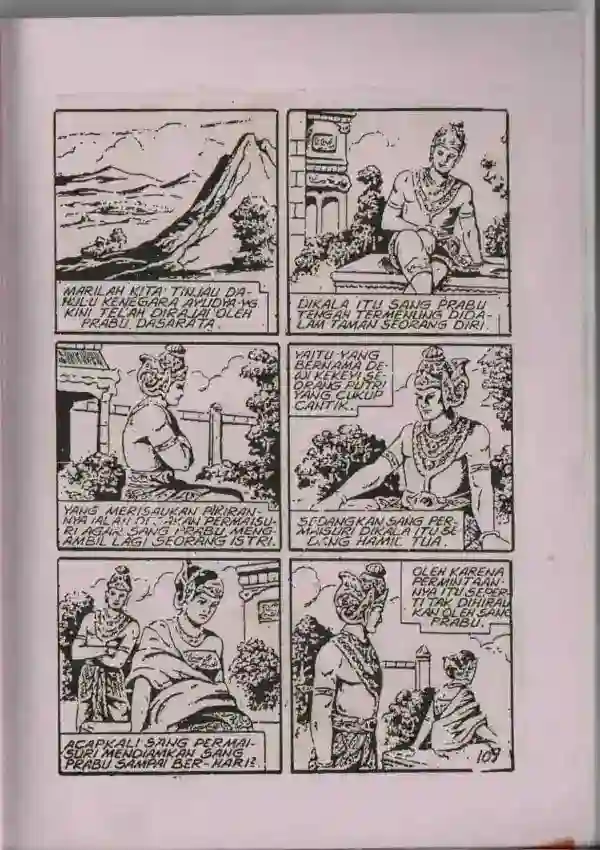 MARILAH KITA TINJAU DA-
HULU KENEGARA AYUDYA YG
KINI TELAH DIRAJAI OLEH
PRABU DASARATA.
DIKALA ITU SANG PRABU
TENGAH TERMENUNG DIDA-
LAM TAMAN SEORANG DIRI.
YANG MERISAUKAN PIKIRAN-
NYA IALAH PERMAISU-
RI AGAR SANG PRABU MENG-
AMBIL LAGI SEORANG ISTRI.
YAITU YANG
BERNAMA DE-
WI KEKEYI SE-
ORANG PUTRI
YANG CUKUP
CANTIK.
SEDANGKAN SANG PER-
MAISURI DIKALA ITU SE-
DANG HAMIL TUA.
ACAPKALI SANG PERMAI-
SURI MENDIAMKAN SANG
PRABU SAMPAI BER-HARI2.
OLEH KARENA
PERMINTAAN-
NYA ITU SEPER-
TI TAK DIHIRAU
KAN OLEH SANG
PRABU.
109